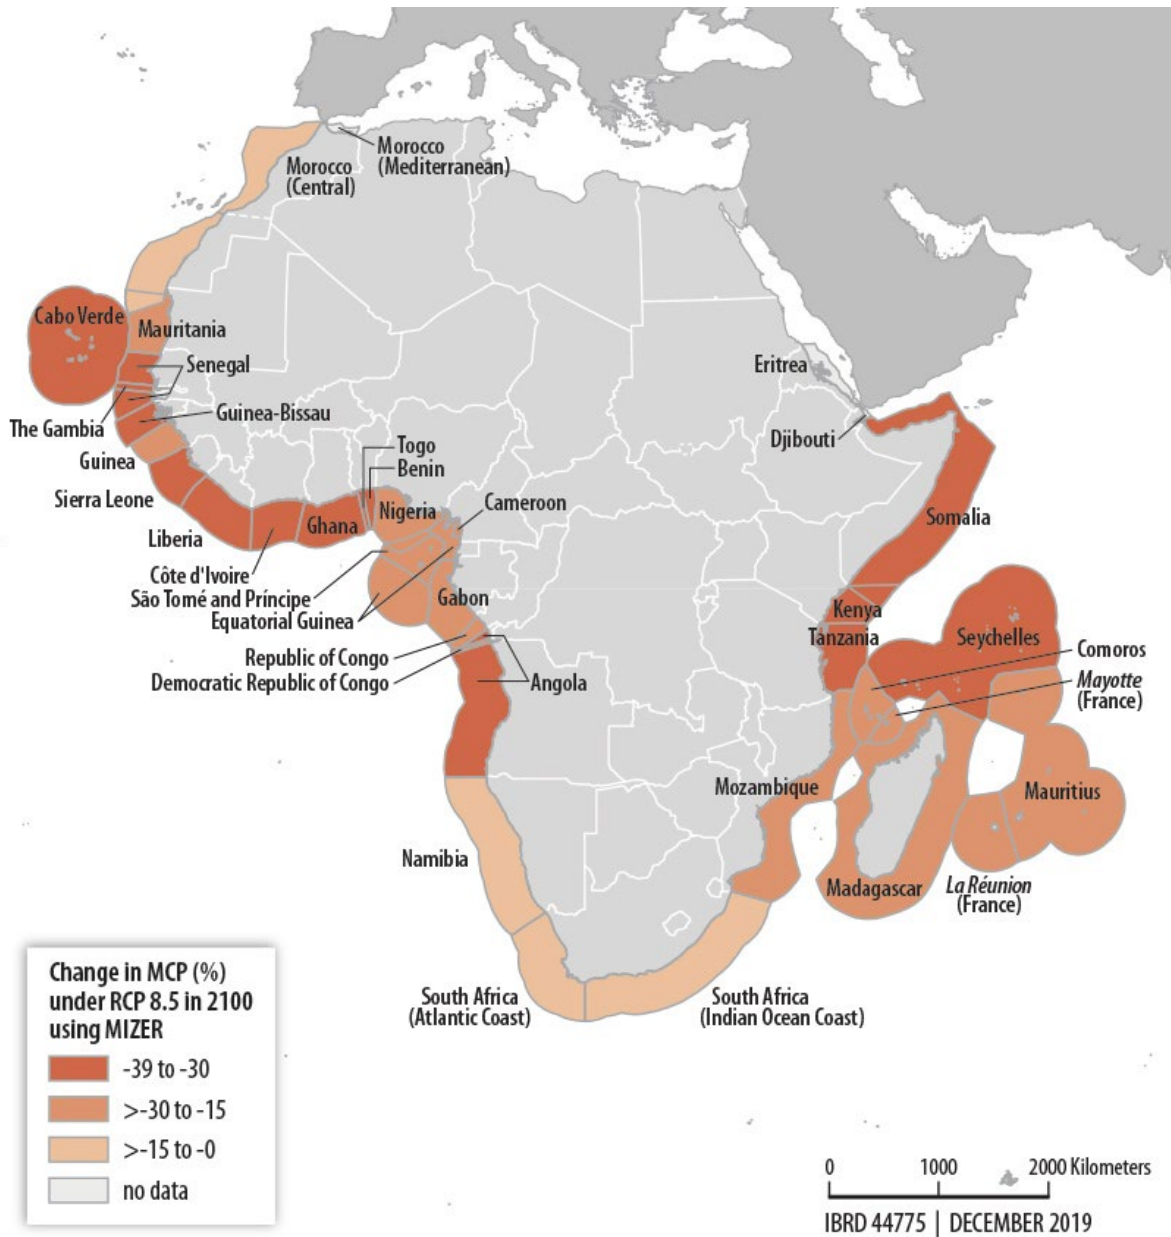 Morocco
(Mediterranean)
Morocco
(Central)
Cabo Verde
Mauritania
Senegal
Eritrea
The Gambia
Guinea-Bissau
Djibouti
Guinea
Togo
Benin
Sierra Leone
Nigeria
Cameroon
Ghana
Somalia
Liberia
Côte d'Ivoire
São Tomé and Príncipe
Equatorial Guinea
Gabon
Kenya
Tanzania
Seychelles
Comoros
Republic of Congo
Democratic Republic of Congo
Angola
Mayotte
(France)
Mozambique
Mauritius
Namibia
Madagascar
La Réunion
(France)
South Africa
(Atlantic Coast)
South Africa
(Indian Ocean Coast)
Change in MCP (%)
under RCP 8.5 in 2100
using MIZER
-39 to -30
>-30 to -15
>-15 to -0
no data
0 1000 2000 Kilometers
IBRD 44775 | DECEMBER 2019